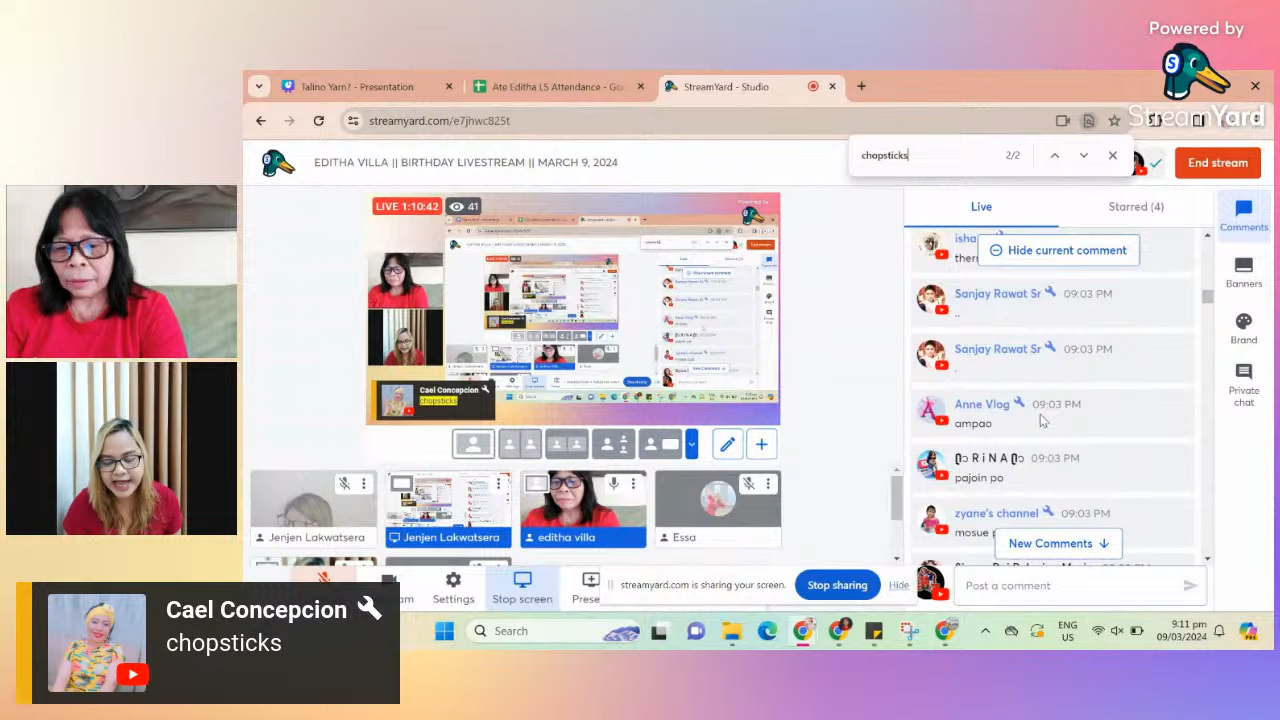 Powered by
StreamYard
Talino Yarn? - Presentation
Ate Editha LS Attendance - Go
StreamYard - Studio
streamyard.com/e7jhwc825t
chopsticks
2/2
EDITHA VILLA || BIRTHDAY LIVESTREAM || MARCH 9, 2024
End stream
LIVE 1:10:42
41
Live
Starred (4)
Comments
Hide current comment
Sanjay Rawat Sr 09:03 PM
..
Banners
Sanjay Rawat Sr 09:03 PM
.
Brand
Anne Vlog 09:03 PM
ampao
Private
chat
R i N A 09:03 PM
pajoin po
zyane's channel 09:03 PM
mosue p
New Comments
Cael Concepcion
chopsticks
Jenjen Lakwatsera
Jenjen Lakwatsera
editha villa
Essa
Settings
Stop screen
Prese
streamyard.com is sharing your screen.
Stop sharing
Hide
Post a comment
Search
ENG
US
9:11 pm
09/03/2024
Cael Concepcion
chopsticks